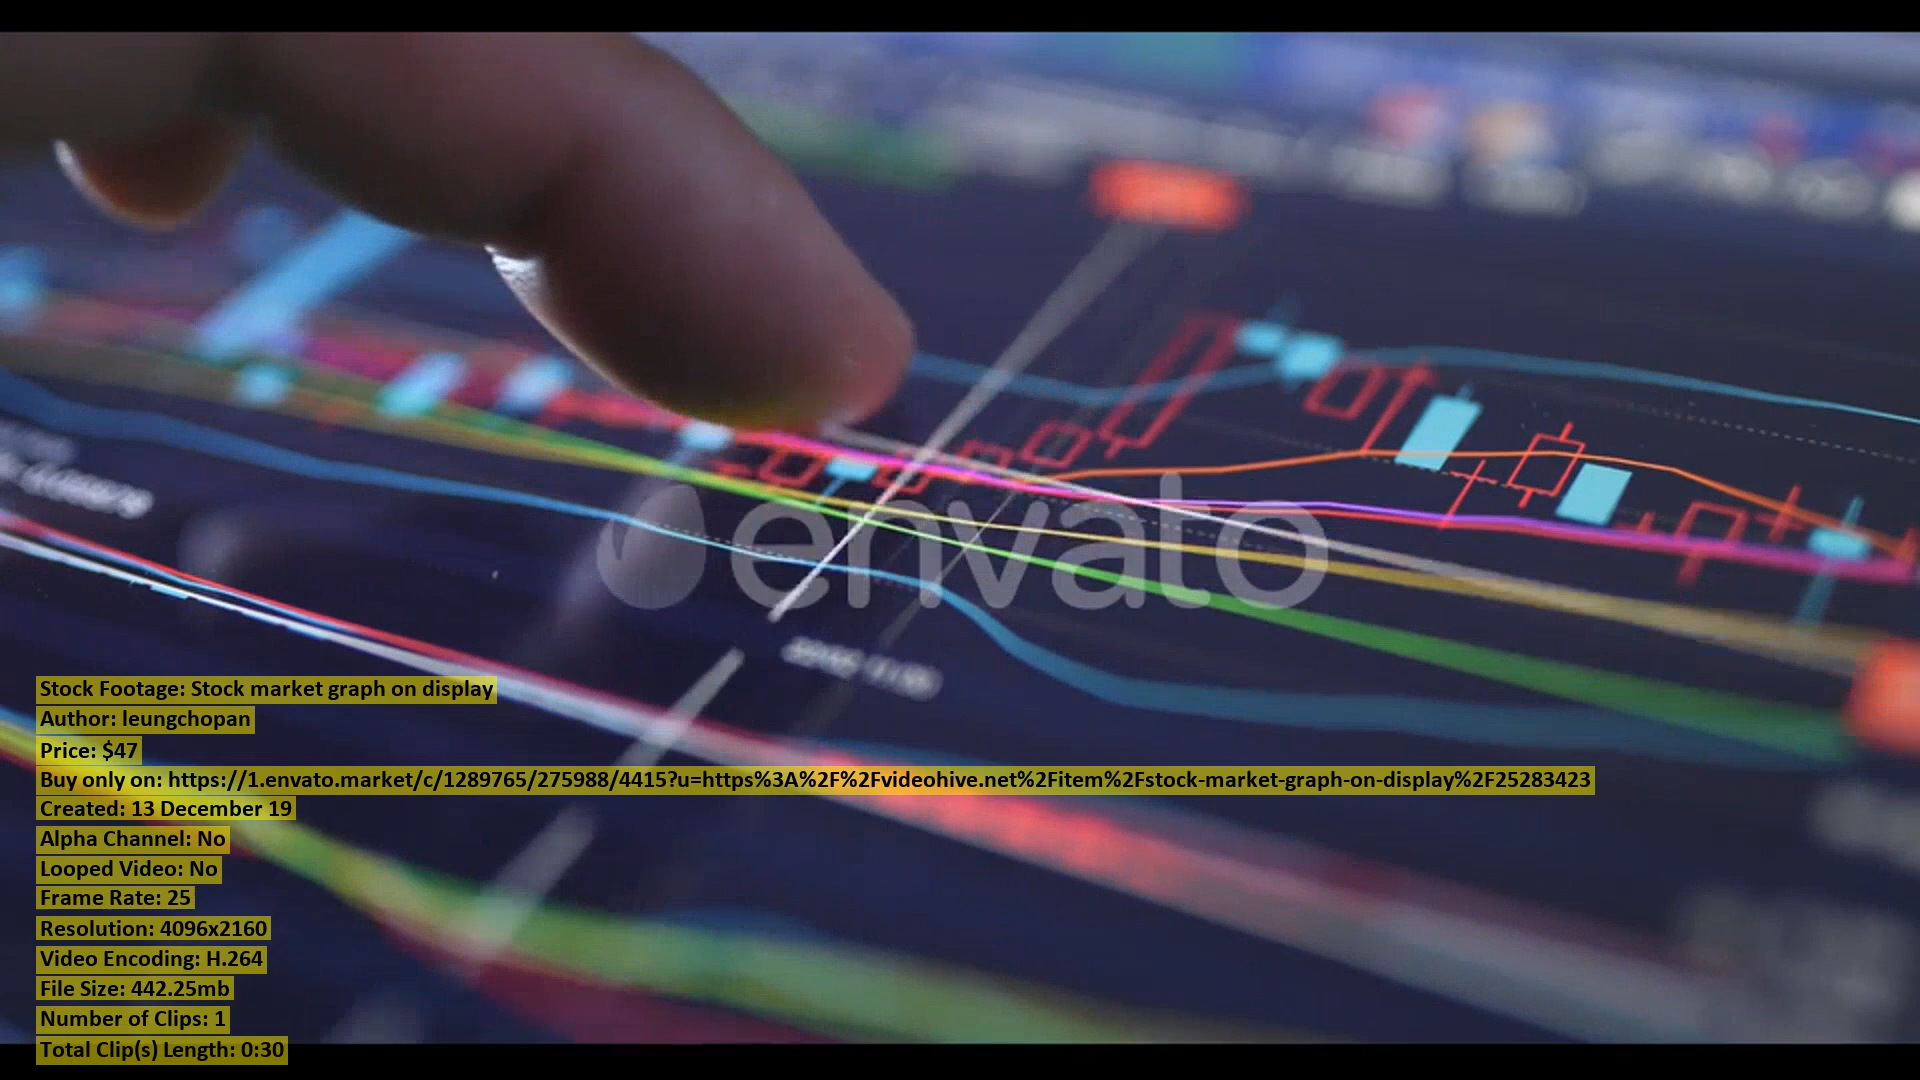 envato
Stock Footage: Stock market graph on display
Author: leungchopan
Price: $47
Buy only on: https://1.envato.market/c/1289765/275988/4415?u=https%3A%2F%2Fvideohive.net%2Fitem%2Fstock-market-graph-on-display%2F25283423
Created: 13 December 19
Alpha Channel: No
Looped Video: No
Frame Rate: 25
Resolution: 4096x2160
Video Encoding: H.264
File Size: 442.25mb
Number of Clips: 1
Total Clip(s) Length: 0:30